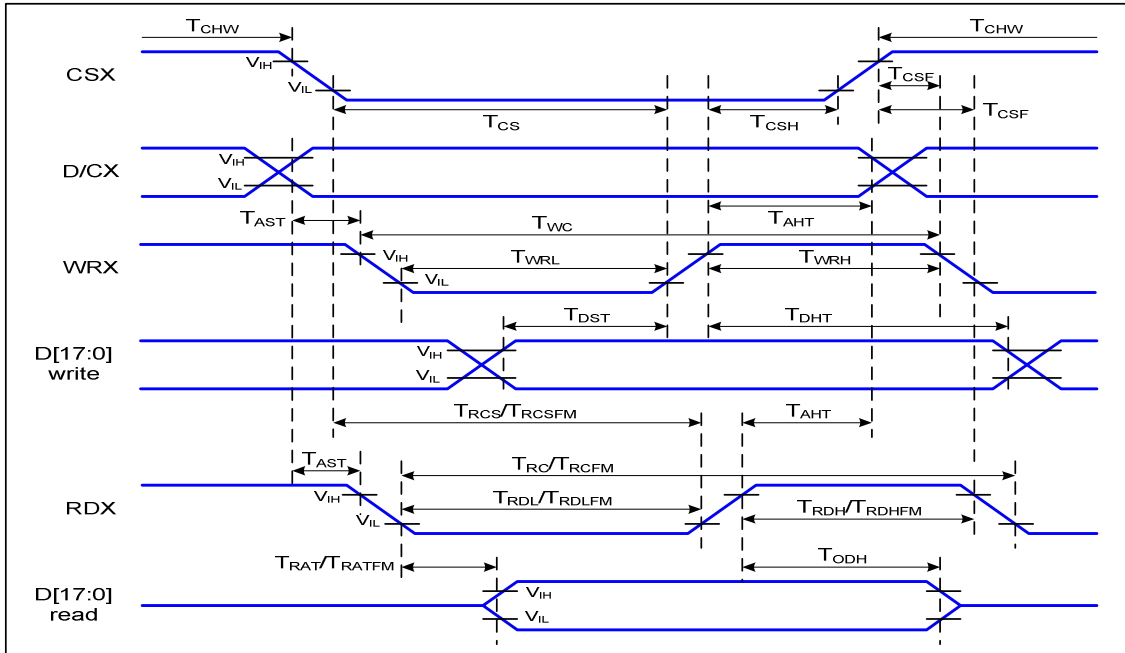 TCHW TCHW
CSX VIH TCSF
VIL TCSF
TCS TCSH
D/CX VIH
VIL
TAST TWC TAHT
WRX VIH TWRL TWRH
VIL
TDST TDHT
D[17:0] VIH
write VIL
TRCS/TRCSFM TAHT
TAST TRC/TRCFM
RDX VIH TRDL/TRDLFM TRDH/TRDHFM
VIL
TRAT/TRATFM TODH
D[17:0] VIH
read VIL